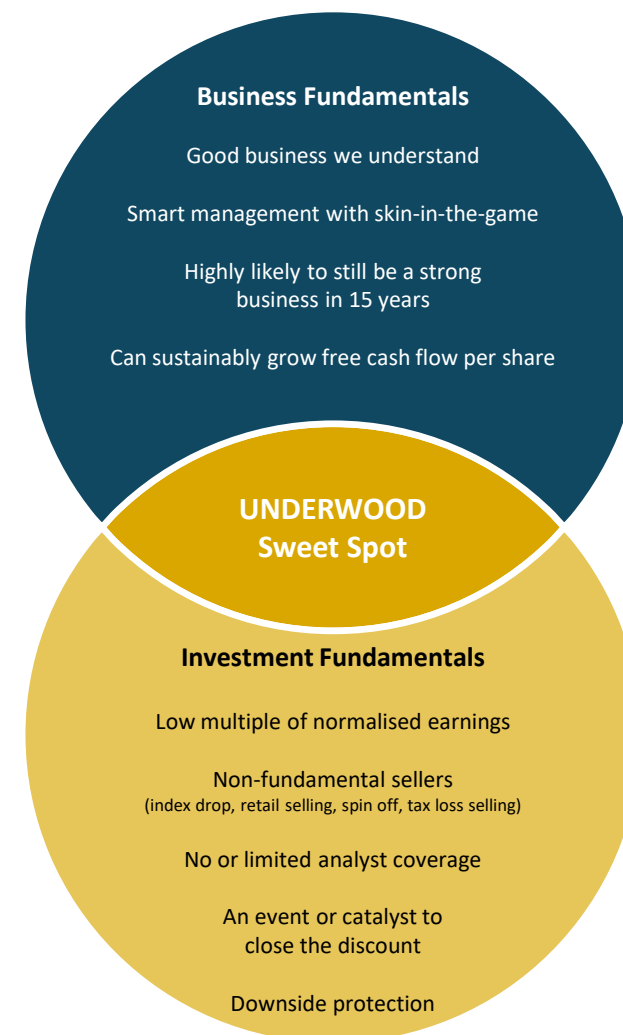 Business Fundamentals
Good business we understand
Smart management with skin-in-the-game
Highly likely to still be a strong
business in 15 years
Can sustainably grow free cash flow per share
UNDERWOOD
Sweet Spot
Investment Fundamentals
Low multiple of normalised earnings
Non-fundamental sellers
(index drop, retail selling, spin off, tax loss selling)
No or limited analyst coverage
An event or catalyst to
close the discount
Downside protection